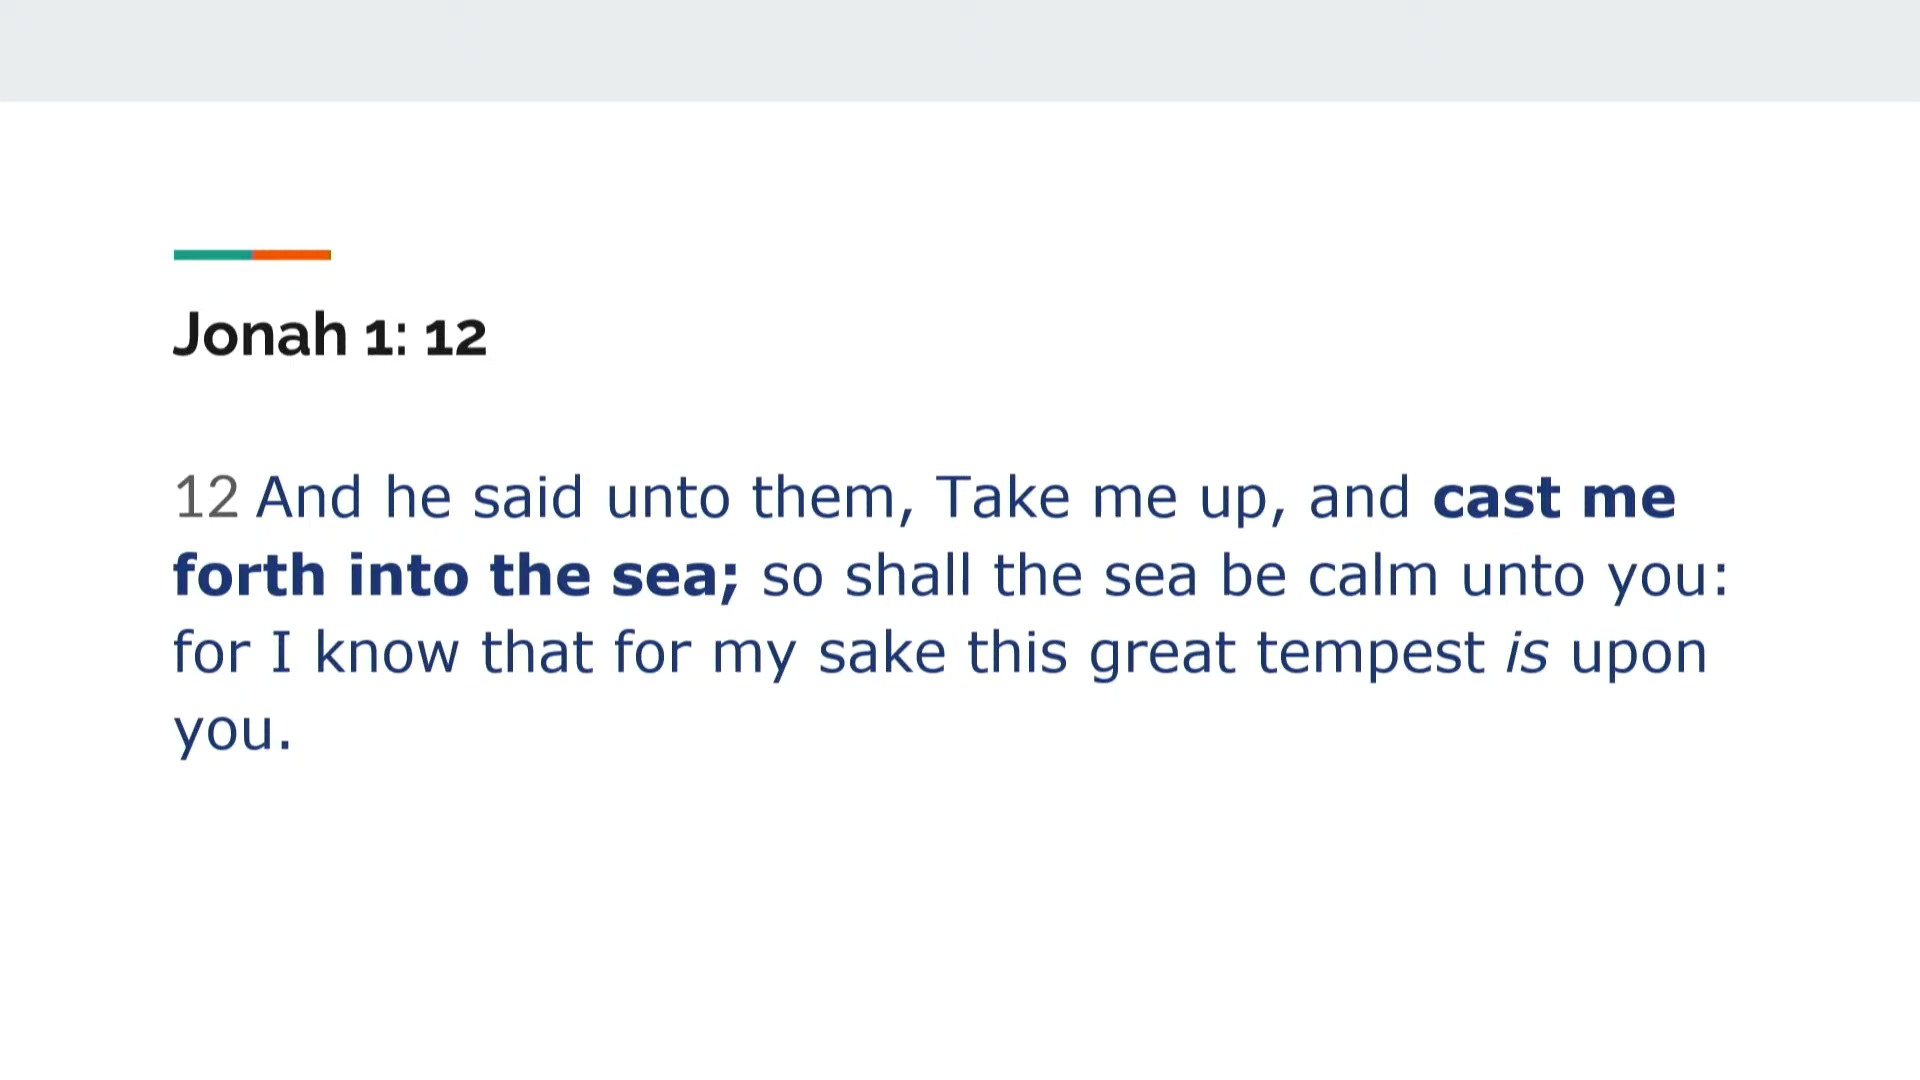 Jonah 1: 12
12 And he said unto them, Take me up, and cast me
forth into the sea; so shall the sea be calm unto you:
for I know that for my sake this great tempest is upon
you.